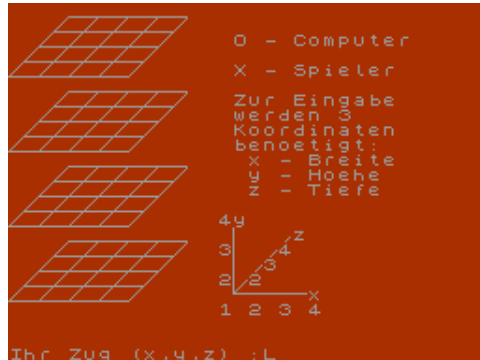 O - Computer
X - Spieler
Zur Eingabe
werden 3
Koordinaten
benoetigt:
x - Breite
y - Hoehe
z - Tiefe
4y
z
3 4
3
2 2
x
1 2 3 4
Ihr Zug (x,y,z) :L